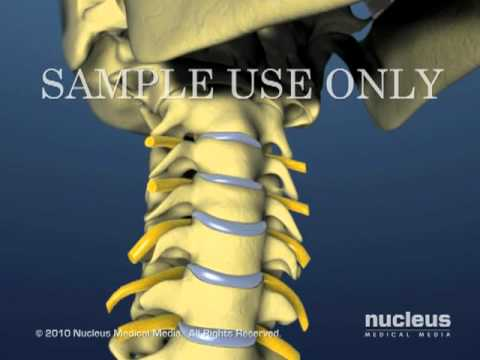 SAMPLE USE ONLY
nucleus
MEDICAL MEDIA
© 2010 Nucleus Medical Media. All Rights Reserved.